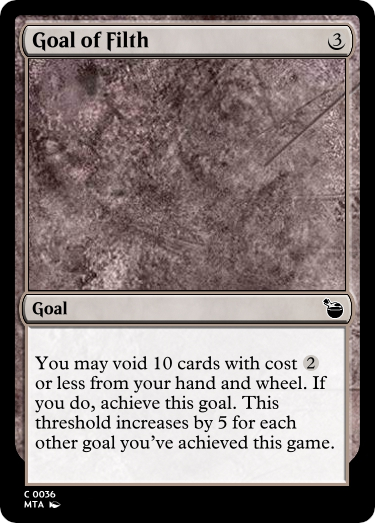 Goal of Filth 3
Goal
You may void 10 cards with cost 2
or less from your hand and wheel. If
you do, achieve this goal. This
threshold increases by 5 for each
other goal you've achieved this game.
C 0036
MTA